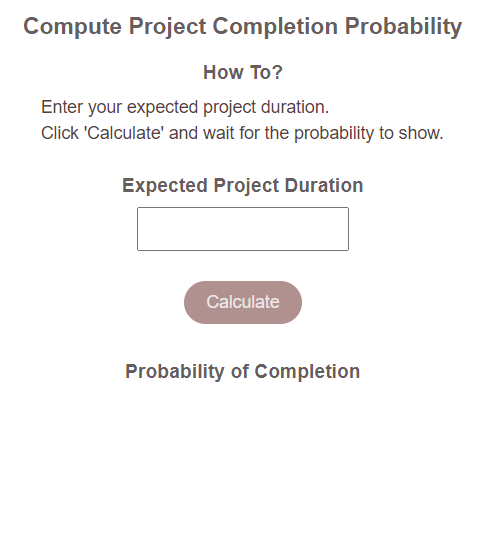 Compute Project Completion Probability
How To?
Enter your expected project duration.
Click 'Calculate' and wait for the probability to show.
Expected Project Duration
Calculate
Probability of Completion